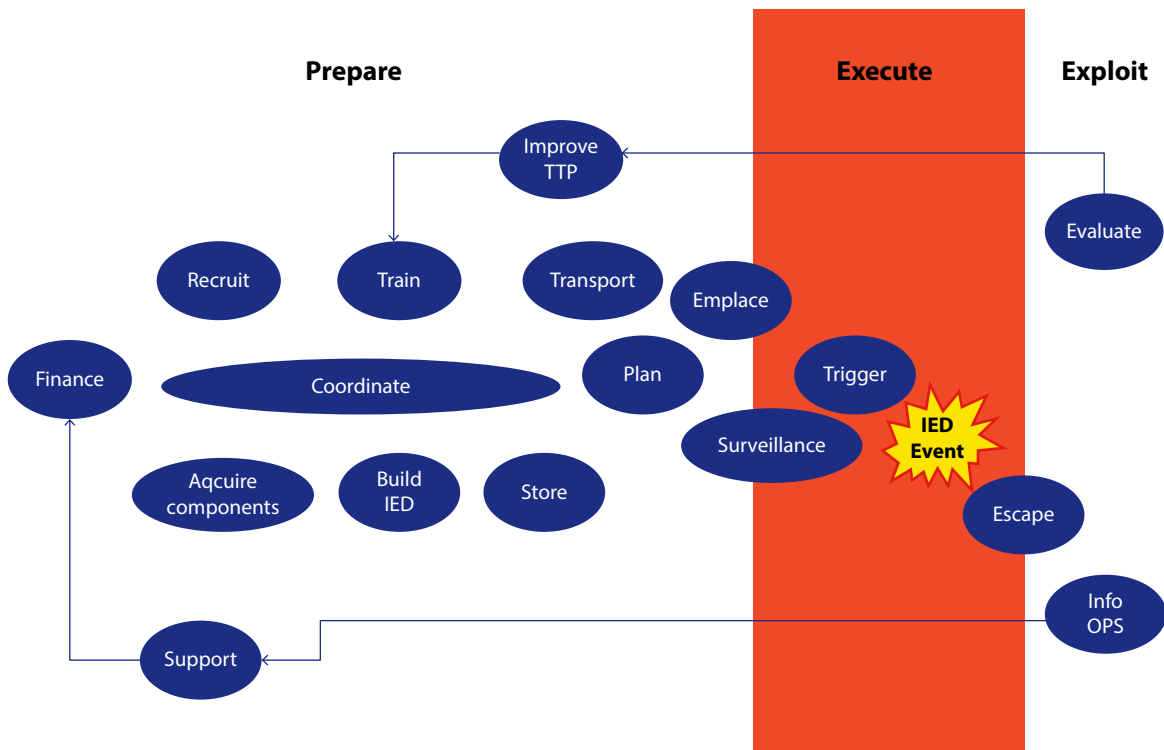 Prepare
Execute
Exploit
Improve
TTP
Evaluate
Recruit
Train
Transport
Emplace
Finance
Coordinate
Plan
Trigger
IED
Event
Surveillance
Aqcuire
components
Build
IED
Store
Escape
Info
OPS
Support